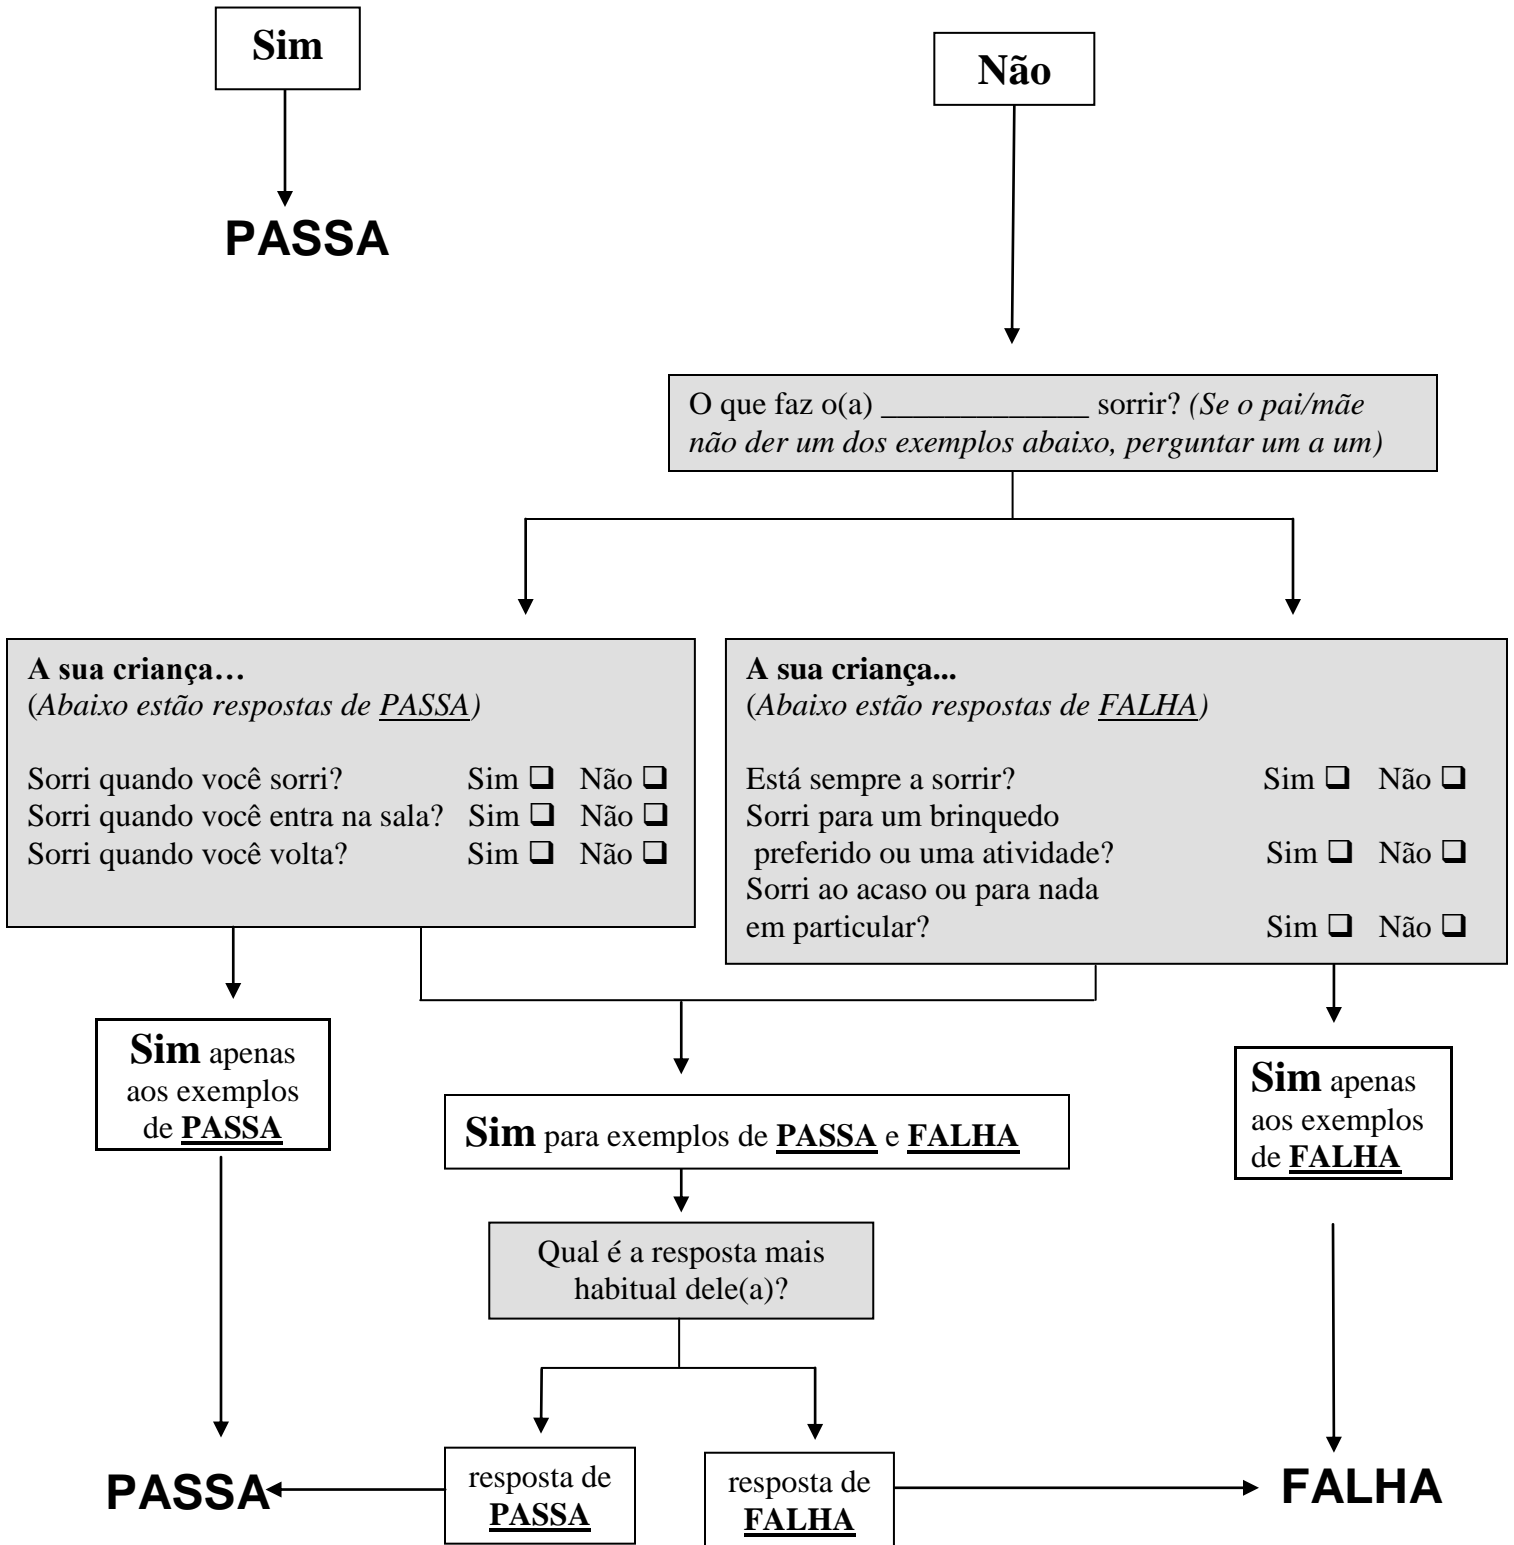 Sim
Não
PASSA
O que faz o(a) _____________ sorrir? (Se o pai/mãe
não der um dos exemplos abaixo, perguntar um a um)
A sua criança…
(Abaixo estão respostas de PASSA)
Sorri quando você sorri? Sim ❑ Não ❑
Sorri quando você entra na sala? Sim ❑ Não ❑
Sorri quando você volta? Sim ❑ Não ❑
A sua criança...
(Abaixo estão respostas de FALHA)
Está sempre a sorrir? Sim ❑ Não ❑
Sorri para um brinquedo
preferido ou uma atividade? Sim ❑ Não ❑
Sorri ao acaso ou para nada
em particular? Sim ❑ Não ❑
Sim apenas
aos exemplos
de PASSA
Sim para exemplos de PASSA e FALHA
Sim apenas
aos exemplos
de FALHA
Qual é a resposta mais
habitual dele(a)?
PASSA
resposta de
PASSA
resposta de
FALHA
FALHA